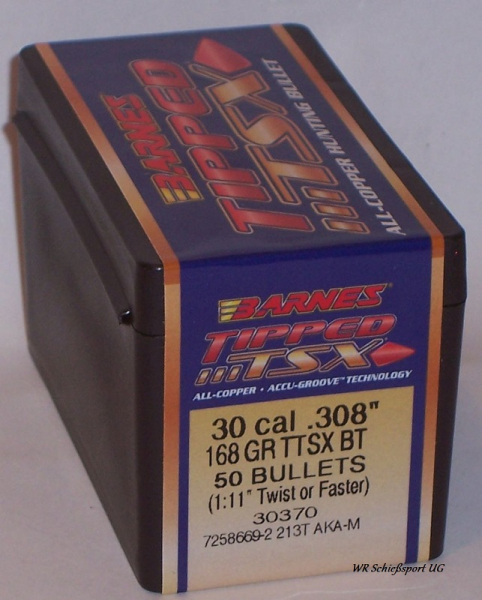 BARNES
TIPPED
TSX
ALL-COPPER HUNTING BULLET
BARNES
TIPPED
TSX
ALL-COPPER • ACCU-GROOVE™ TECHNOLOGY
30 cal .308"
168 GR TTSX BT
50 BULLETS
(1:11" Twist or Faster)
30370
7258669-2 213T AKA-M
WR Schießsport UG